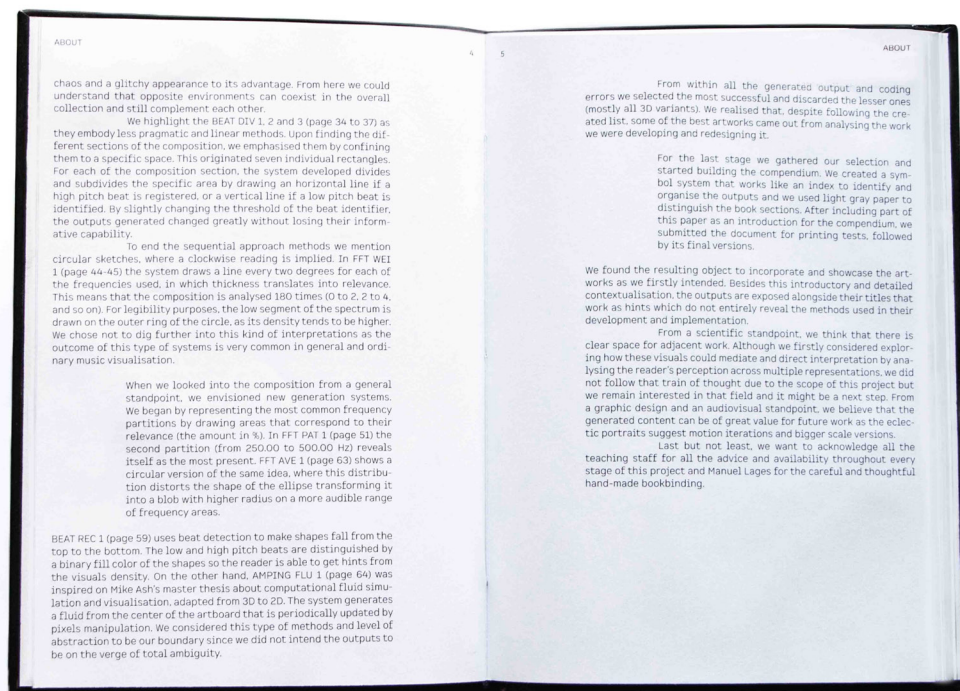 ABOUT
4
chaos and a glitchy appearance to its advantage. From here we could
understand that opposite environments can coexist in the overall
collection and still complement each other.
We highlight the BEAT DIV 1, 2 and 3 (page 34 to 37) as
they embody less pragmatic and linear methods. Upon finding the dif-
ferent sections of the composition, we emphasised them by confining
them to a specific space. This originated seven individual rectangles.
For each of the composition section, the system developed divides
and subdivides the specific area by drawing an horizontal line if a
high pitch beat is registered, or a vertical line if a low pitch beat is
identified. By slightly changing the threshold of the beat identifier,
the outputs generated changed greatly without losing their inform-
ative capability.
To end the sequential approach methods we mention
circular sketches, where a clockwise reading is implied. In FFT WEI
1 (page 44-45) the system draws a line every two degrees for each of
the frequencies used, in which thickness translates into relevance.
This means that the composition is analysed 180 times (0 to 2, 2 to 4,
and so on). For legibility purposes, the low segment of the spectrum is
drawn on the outer ring of the circle, as its density tends to be higher.
We chose not to dig further into this kind of interpretations as the
outcome of this type of systems is very common in general and ordi-
nary music visualisation.
When we looked into the composition from a general
standpoint, we envisioned new generation systems.
We began by representing the most common frequency
partitions by drawing areas that correspond to their
relevance (the amount in %). In FFT PAT 1 (page 51) the
second partition (from 250.00 to 500.00 Hz) reveals
itself as the most present. FFT AVE 1 (page 63) shows a
circular version of the same idea, where this distribu-
tion distorts the shape of the ellipse transforming it
into a blob with higher radius on a more audible range
of frequency areas.
BEAT REC 1 (page 59) uses beat detection to make shapes fall from the
top to the bottom. The low and high pitch beats are distinguished by
a binary fill color of the shapes so the reader is able to get hints from
the visuals density. On the other hand, AMPING FLU 1 (page 64) was
inspired on Mike Ash's master thesis about computational fluid simu-
lation and visualisation, adapted from 3D to 2D. The system generates
a fluid from the center of the artboard that is periodically updated by
pixels manipulation. We considered this type of methods and level of
abstraction to be our boundary since we did not intend the outputs to
be on the verge of total ambiguity.
5
ABOUT
From within all the generated output and coding
errors we selected the most successful and discarded the lesser ones
(mostly all 3D variants). We realised that, despite following the cre-
ated list, some of the best artworks came out from analysing the work
we were developing and redesigning it.
For the last stage we gathered our selection and
started building the compendium. We created a sym-
bol system that works like an index to identify and
organise the outputs and we used light gray paper to
distinguish the book sections. After including part of
this paper as an introduction for the compendium, we
submitted the document for printing tests, followed
by its final versions.
We found the resulting object to incorporate and showcase the art-
works as we firstly intended. Besides this introductory and detailed
contextualisation, the outputs are exposed alongside their titles that
work as hints which do not entirely reveal the methods used in their
development and implementation.
From a scientific standpoint, we think that there is
clear space for adjacent work. Although we firstly considered explor-
ing how these visuals could mediate and direct interpretation by ana-
lysing the reader's perception across multiple representations, we did
not follow that train of thought due to the scope of this project but
we remain interested in that field and it might be a next step. From
a graphic design and an audiovisual standpoint, we believe that the
generated content can be of great value for future work as the eclec-
tic portraits suggest motion iterations and bigger scale versions.
Last but not least, we want to acknowledge all the
teaching staff for all the advice and availability throughout every
stage of this project and Manuel Lages for the careful and thoughtful
hand-made bookbinding.